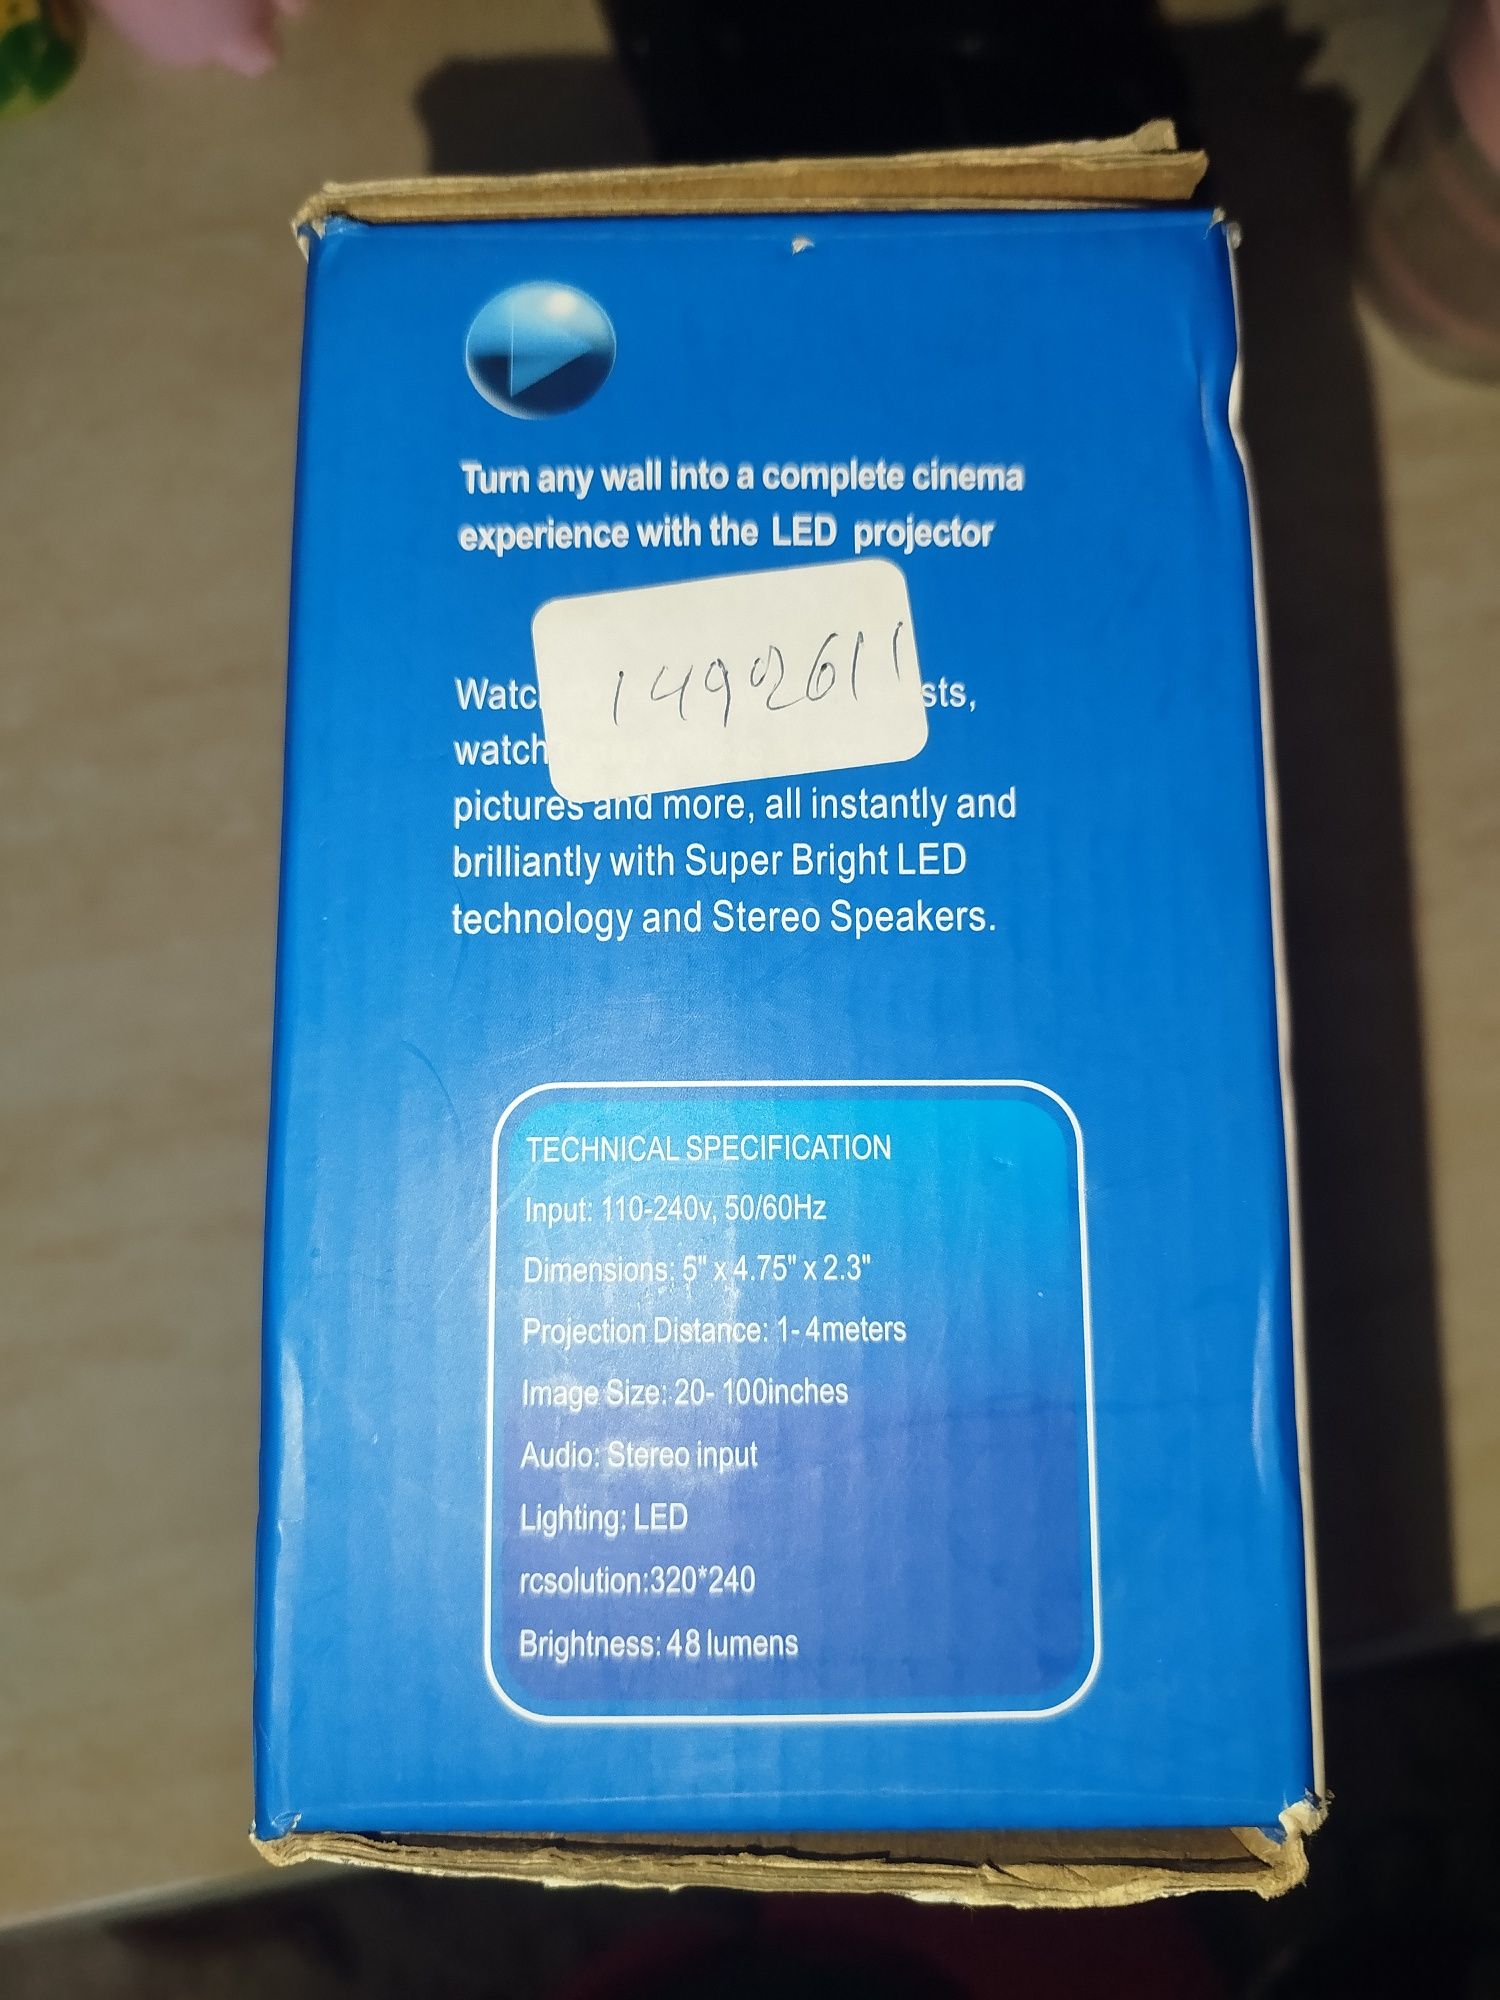 Turn any wall into a complete cinema
experience with the LED projector
14992611
sts,
watch
pictures and more, all instantly and
brilliantly with Super Bright LED
technology and Stereo Speakers.
TECHNICAL SPECIFICATION
Input: 110-240v, 50/60Hz
Dimensions: 5" x 4.75" x 2.3"
Projection Distance: 1- 4meters
Image Size: 20- 100inches
Audio: Stereo input
Lighting: LED
rcsolution:320*240
Brightness: 48 lumens